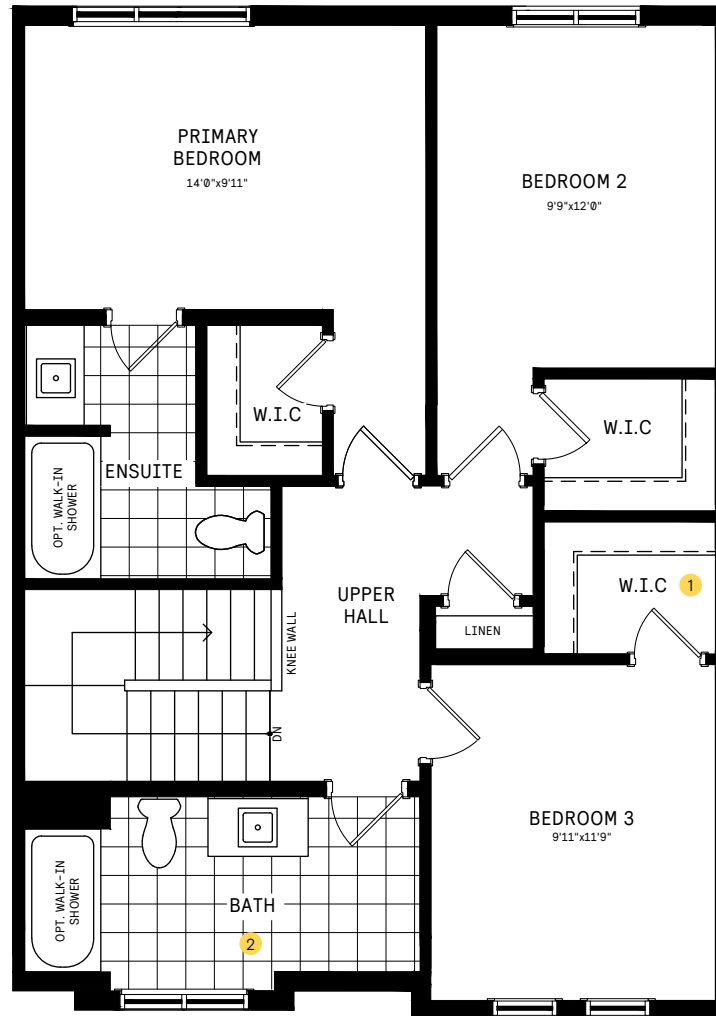 PRIMARY
BEDROOM
14'0"x9'11"
BEDROOM 2
9'9"x12'0"
W.I.C
W.I.C
ENSUITE
OPT. WALK-IN
SHOWER
W.I.C 1
UPPER
HALL
KNEE WALL
LINEN
DN
BEDROOM 3
9'11"x11'9"
OPT. WALK-IN
SHOWER
BATH
2